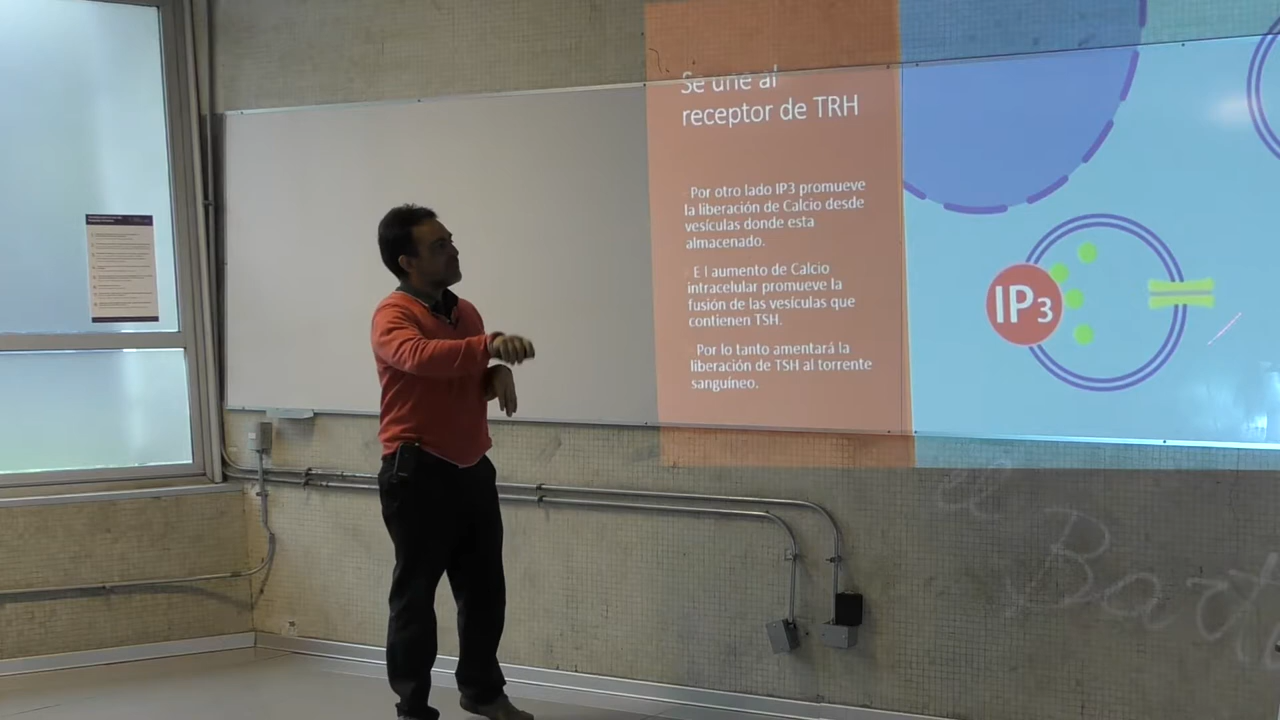 Se une al
receptor de TRH
Por otro lado IP3 promueve
la liberación de Calcio desde
vesículas donde esta
almacenado.
E l aumento de Calcio
intracelular promueve la
fusión de las vesículas que
contienen TSH.
Por lo tanto amentará la
liberación de TSH al torrente
sanguíneo.
IP3
el